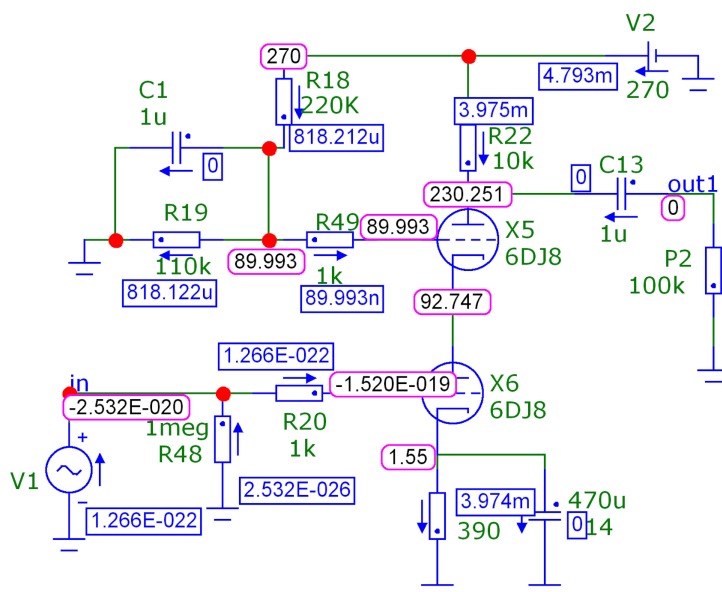 V2
270
4.793m
270
R18
220K
C1
1u
818.212u
3.975m
R22
10k
0
C13
0
out1
0
1u
230.251
R19
110k
R49
89.993
X5
6DJ8
89.993
1k
P2
100k
818.122u
89.993n
92.747
1.266E-022
in
-1.520E-019
X6
6DJ8
-2.532E-020
1meg
R48
R20
1k
+
V1
1.55
2.532E-026
3.974m
470u
–
390
0
14
1.266E-022